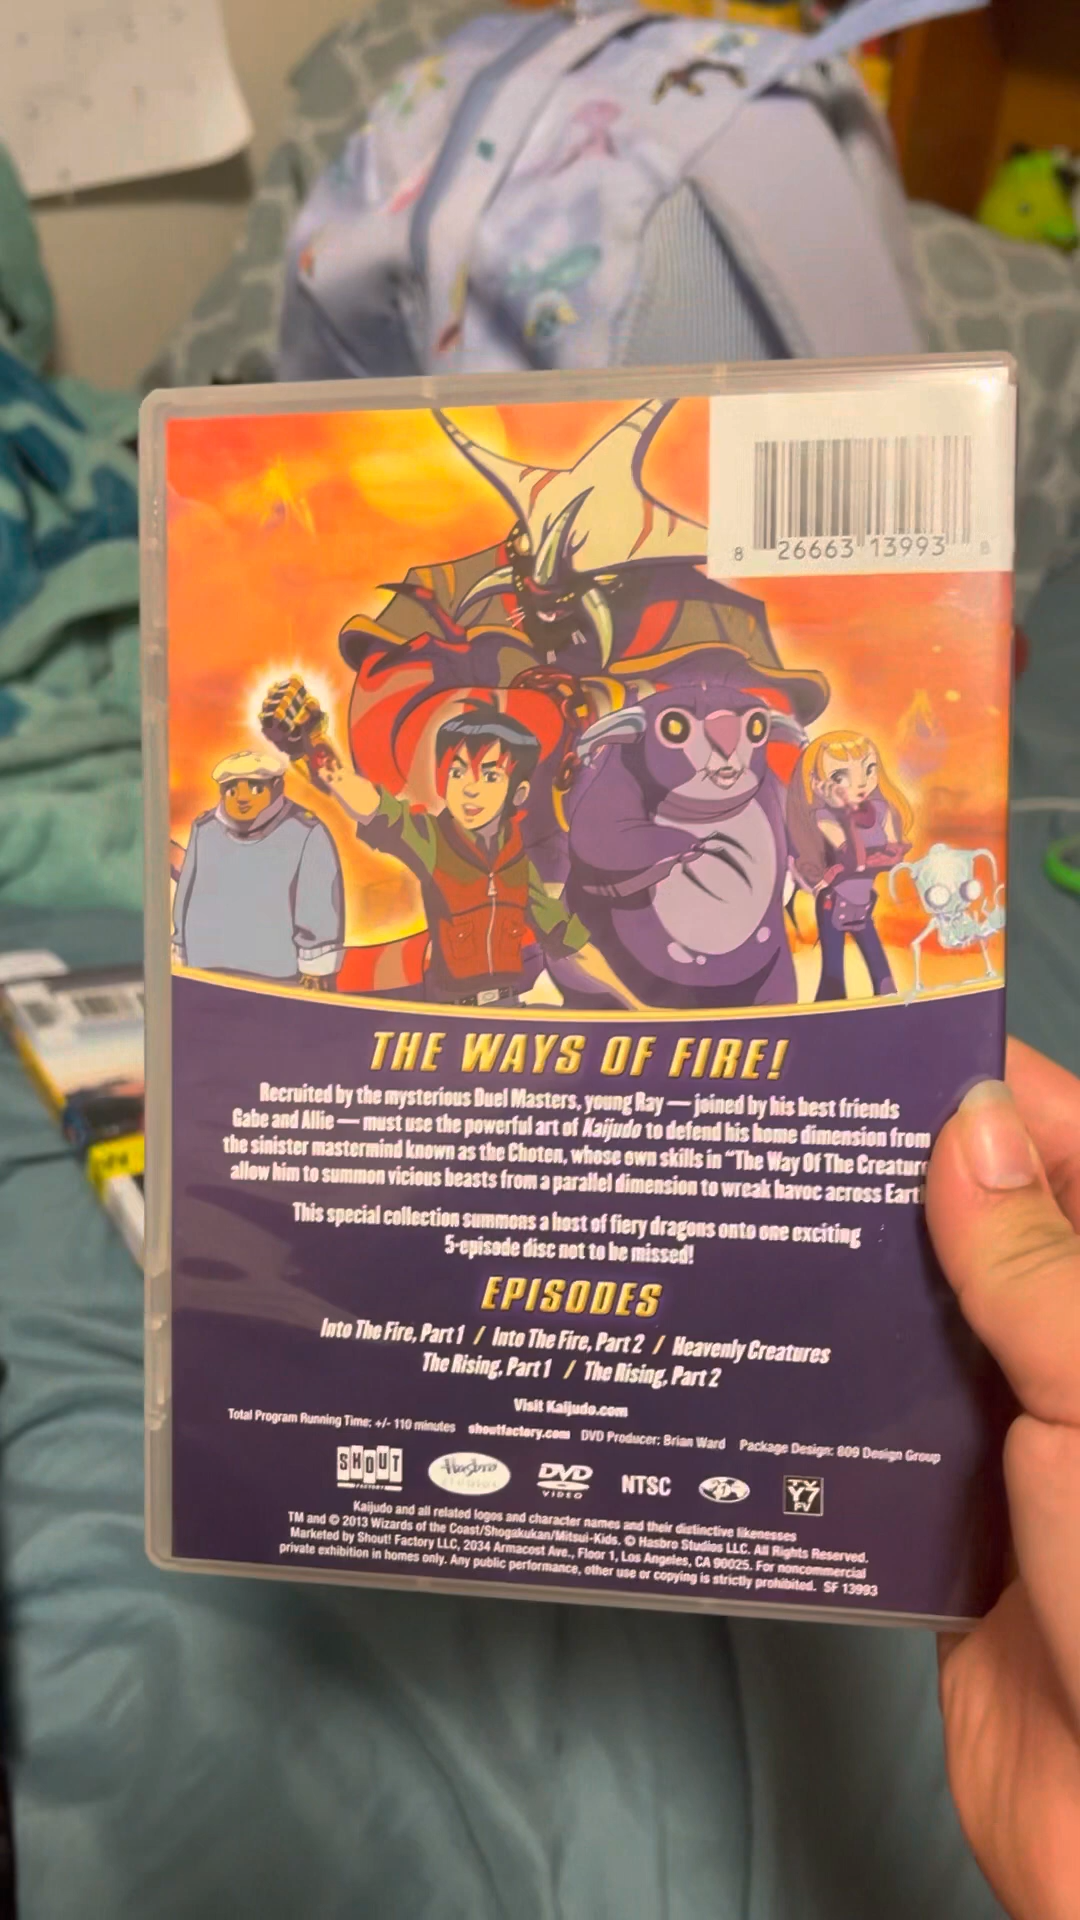 8 26663 13993 8
THE WAYS OF FIRE!
Recruited by the mysterious Duel Masters, young Ray — joined by his best friends
Gabe and Allie — must use the powerful art of Kaijudo to defend his home dimension from
the sinister mastermind known as the Choten, whose own skills in "The Way Of The Creatur
allow him to summon vicious beasts from a parallel dimension to wreak havoc across Eart
This special collection summons a host of fiery dragons onto one exciting
5-episode disc not to be missed!
EPISODES
Into The Fire, Part 1 / Into The Fire, Part 2 / Heavenly Creatures
The Rising, Part 1 / The Rising, Part 2
Visit Kaijudo.com
Total Program Running Time: +/- 110 minutes shoutfactory.com DVD Producer: Brian Ward Package Design: 609 Design Group
SHOUT FACTORY Hasbro STUDIOS DVD VIDEO NTSC 1 TV Y7 FV
Kaijudo and all related logos and character names and their distinctive likenesses
TM and © 2013 Wizards of the Coast/Shogakukan/Mitsui-Kids. © Hasbro Studios LLC. All Rights Reserved.
Marketed by Shout! Factory LLC, 2034 Armacost Ave., Floor 1, Los Angeles, CA 90025. For noncommercial
private exhibition in homes only. Any public performance, other use or copying is strictly prohibited. SF 13993